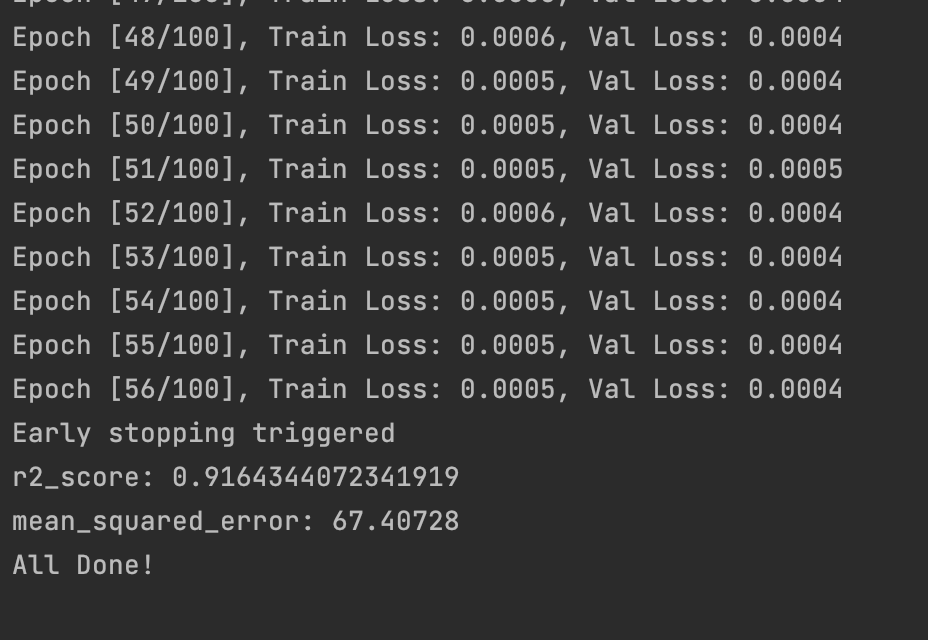 Epoch [48/100], Train Loss: 0.0006, Val Loss: 0.0004
Epoch [49/100], Train Loss: 0.0005, Val Loss: 0.0004
Epoch [50/100], Train Loss: 0.0005, Val Loss: 0.0004
Epoch [51/100], Train Loss: 0.0005, Val Loss: 0.0005
Epoch [52/100], Train Loss: 0.0006, Val Loss: 0.0004
Epoch [53/100], Train Loss: 0.0005, Val Loss: 0.0004
Epoch [54/100], Train Loss: 0.0005, Val Loss: 0.0004
Epoch [55/100], Train Loss: 0.0005, Val Loss: 0.0004
Epoch [56/100], Train Loss: 0.0005, Val Loss: 0.0004
Early stopping triggered
r2_score: 0.9164344072341919
mean_squared_error: 67.40728
All Done!